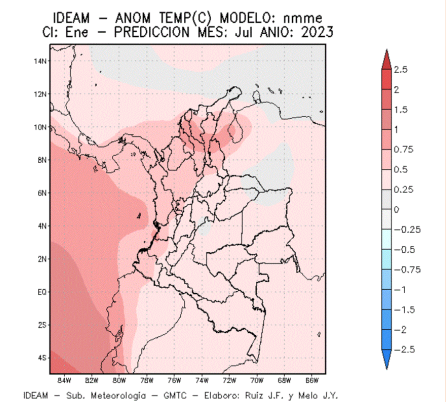 IDEAM – ANOM TEMP(C) MODELO: nmme
CI: Ene – PREDICCION MES: Jul ANIO: 2023
14N
12N
10N
8N
6N
4N
2N
EQ
2S
4S
84W 82W 80W 78W 76W 74W 72W 70W 68W 66W
2.5
2
1.5
1
0.75
0.5
0.25
0
−0.25
−0.5
−0.75
−1
−1.5
−2
−2.5
IDEAM – Sub. Meteorologia – GMTC – Elaboro: Ruiz J.F. y Melo J.Y.